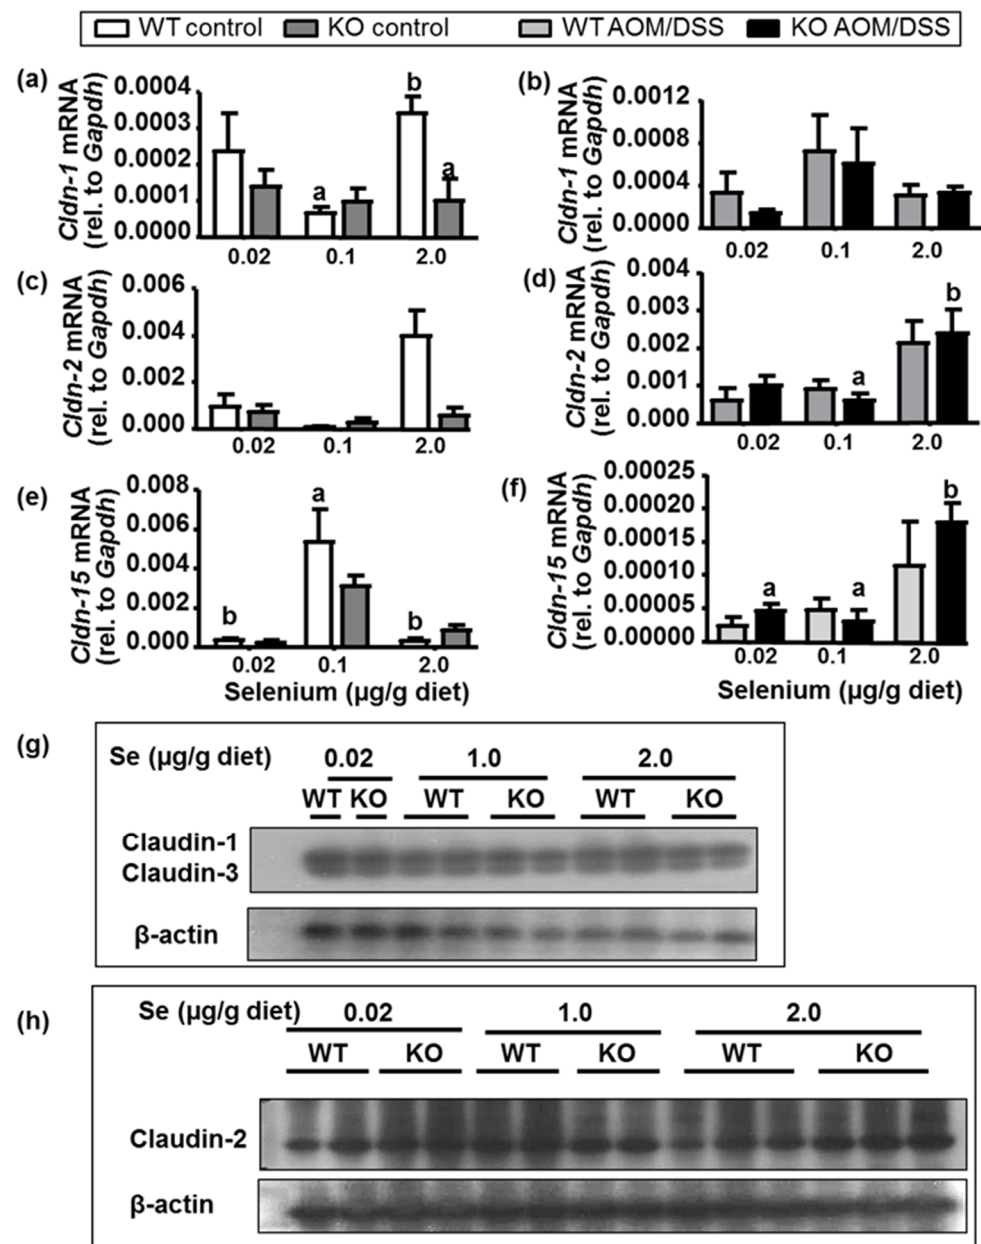 WT control KO control WT AOM/DSS KO AOM/DSS
(a)
Cldn-1 mRNA
(rel. to Gapdh)
0.0004
0.0003
0.0002
0.0001
0.0000
a
b
a
0.02 0.1 2.0
(b)
Cldn-1 mRNA
(rel. to Gapdh)
0.0012
0.0008
0.0004
0.0000
0.02 0.1 2.0
(c)
Cldn-2 mRNA
(rel. to Gapdh)
0.006
0.004
0.002
0.000
0.02 0.1 2.0
(d)
Cldn-2 mRNA
(rel. to Gapdh)
0.004
0.003
0.002
0.001
0.000
a
b
0.02 0.1 2.0
(e)
Cldn-15 mRNA
(rel. to Gapdh)
0.008
0.006
0.004
0.002
0.000
b
a
b
0.02 0.1 2.0
Selenium (µg/g diet)
(f)
Cldn-15 mRNA
(rel. to Gapdh)
0.00025
0.00020
0.00015
0.00010
0.00005
0.00000
a
a
b
0.02 0.1 2.0
Selenium (µg/g diet)
(g)
Se (µg/g diet) 0.02 1.0 2.0
WT KO WT KO WT KO
Claudin-1
Claudin-3
β-actin
(h)
Se (µg/g diet) 0.02 1.0 2.0
WT KO WT KO WT KO
Claudin-2
β-actin